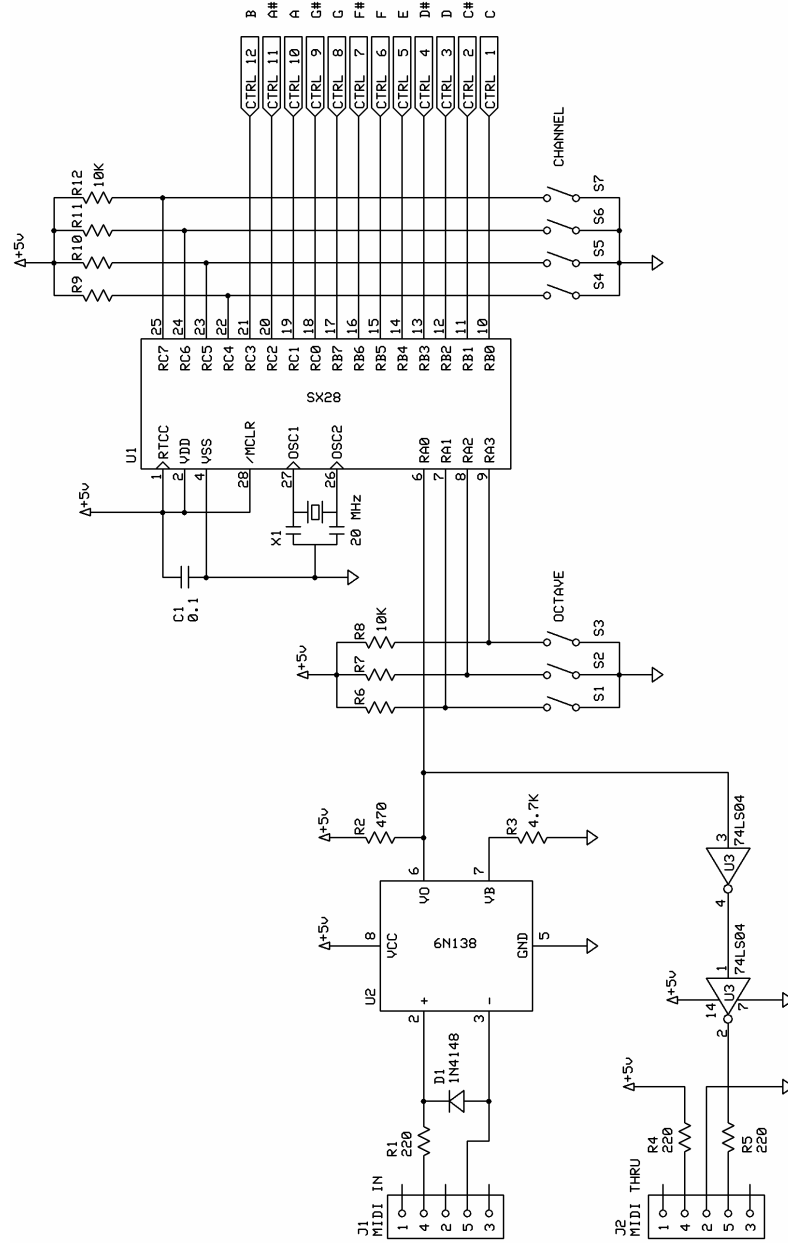 B
A#
A
G#
G
F#
F
E
D#
D
C#
C
CTRL 12
CTRL 11
CTRL 10
CTRL 9
CTRL 8
CTRL 7
CTRL 6
CTRL 5
CTRL 4
CTRL 3
CTRL 2
CTRL 1
+5v
R9
R10
R11
R12
10K
CHANNEL
S4
S5
S6
S7
25
24
23
22
21
20
19
18
17
16
15
14
13
12
11
10
RC7
RC6
RC5
RC4
RC3
RC2
RC1
RC0
RB7
RB6
RB5
RB4
RB3
RB2
RB1
RB0
U1
SX28
RTCC
VDD
VSS
/MCLR
OSC1
OSC2
RA0
RA1
RA2
RA3
1
2
4
28
27
26
6
7
8
9
+5v
X1
20 MHz
C1
0.1
+5v
R6
R7
R8
10K
OCTAVE
S1
S2
S3
+5v
R2
470
R3
4.7K
6
7
VO
VB
+5v
8
VCC
6N138
GND
5
U2
+
-
2
3
D1
1N4148
R1
220
J1
MIDI IN
1
4
2
5
3
3
U3
74LS04
4
1
U3
74LS04
+5v
14
7
2
+5v
R4
220
R5
220
J2
MIDI THRU
1
4
2
5
3